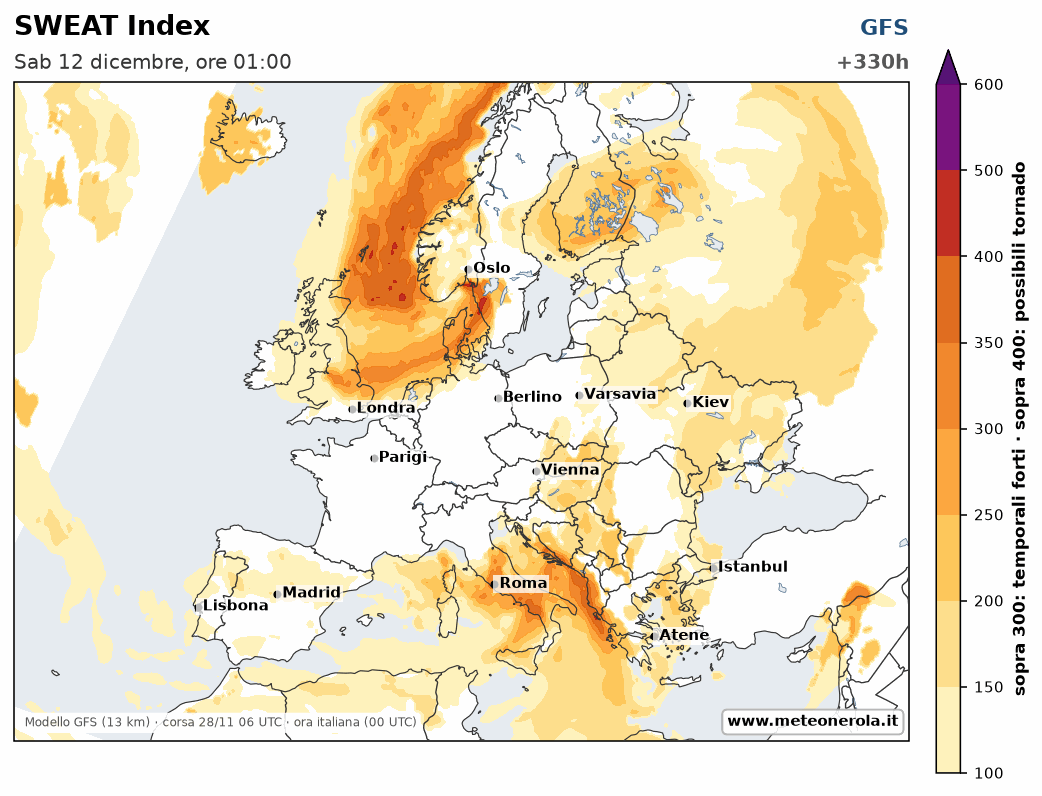 SWEAT Index
GFS
Sab 12 dicembre, ore 01:00
+330h
600
500
400
350
300
250
200
150
100
sopra 300: temporali forti · sopra 400: possibili tornado
Oslo
Berlino
Varsavia
Kiev
Londra
Parigi
Vienna
Istanbul
Roma
Madrid
Lisbona
Atene
Modello GFS (13 km) · corsa 28/11 06 UTC · ora italiana (00 UTC)
www.meteonerola.it